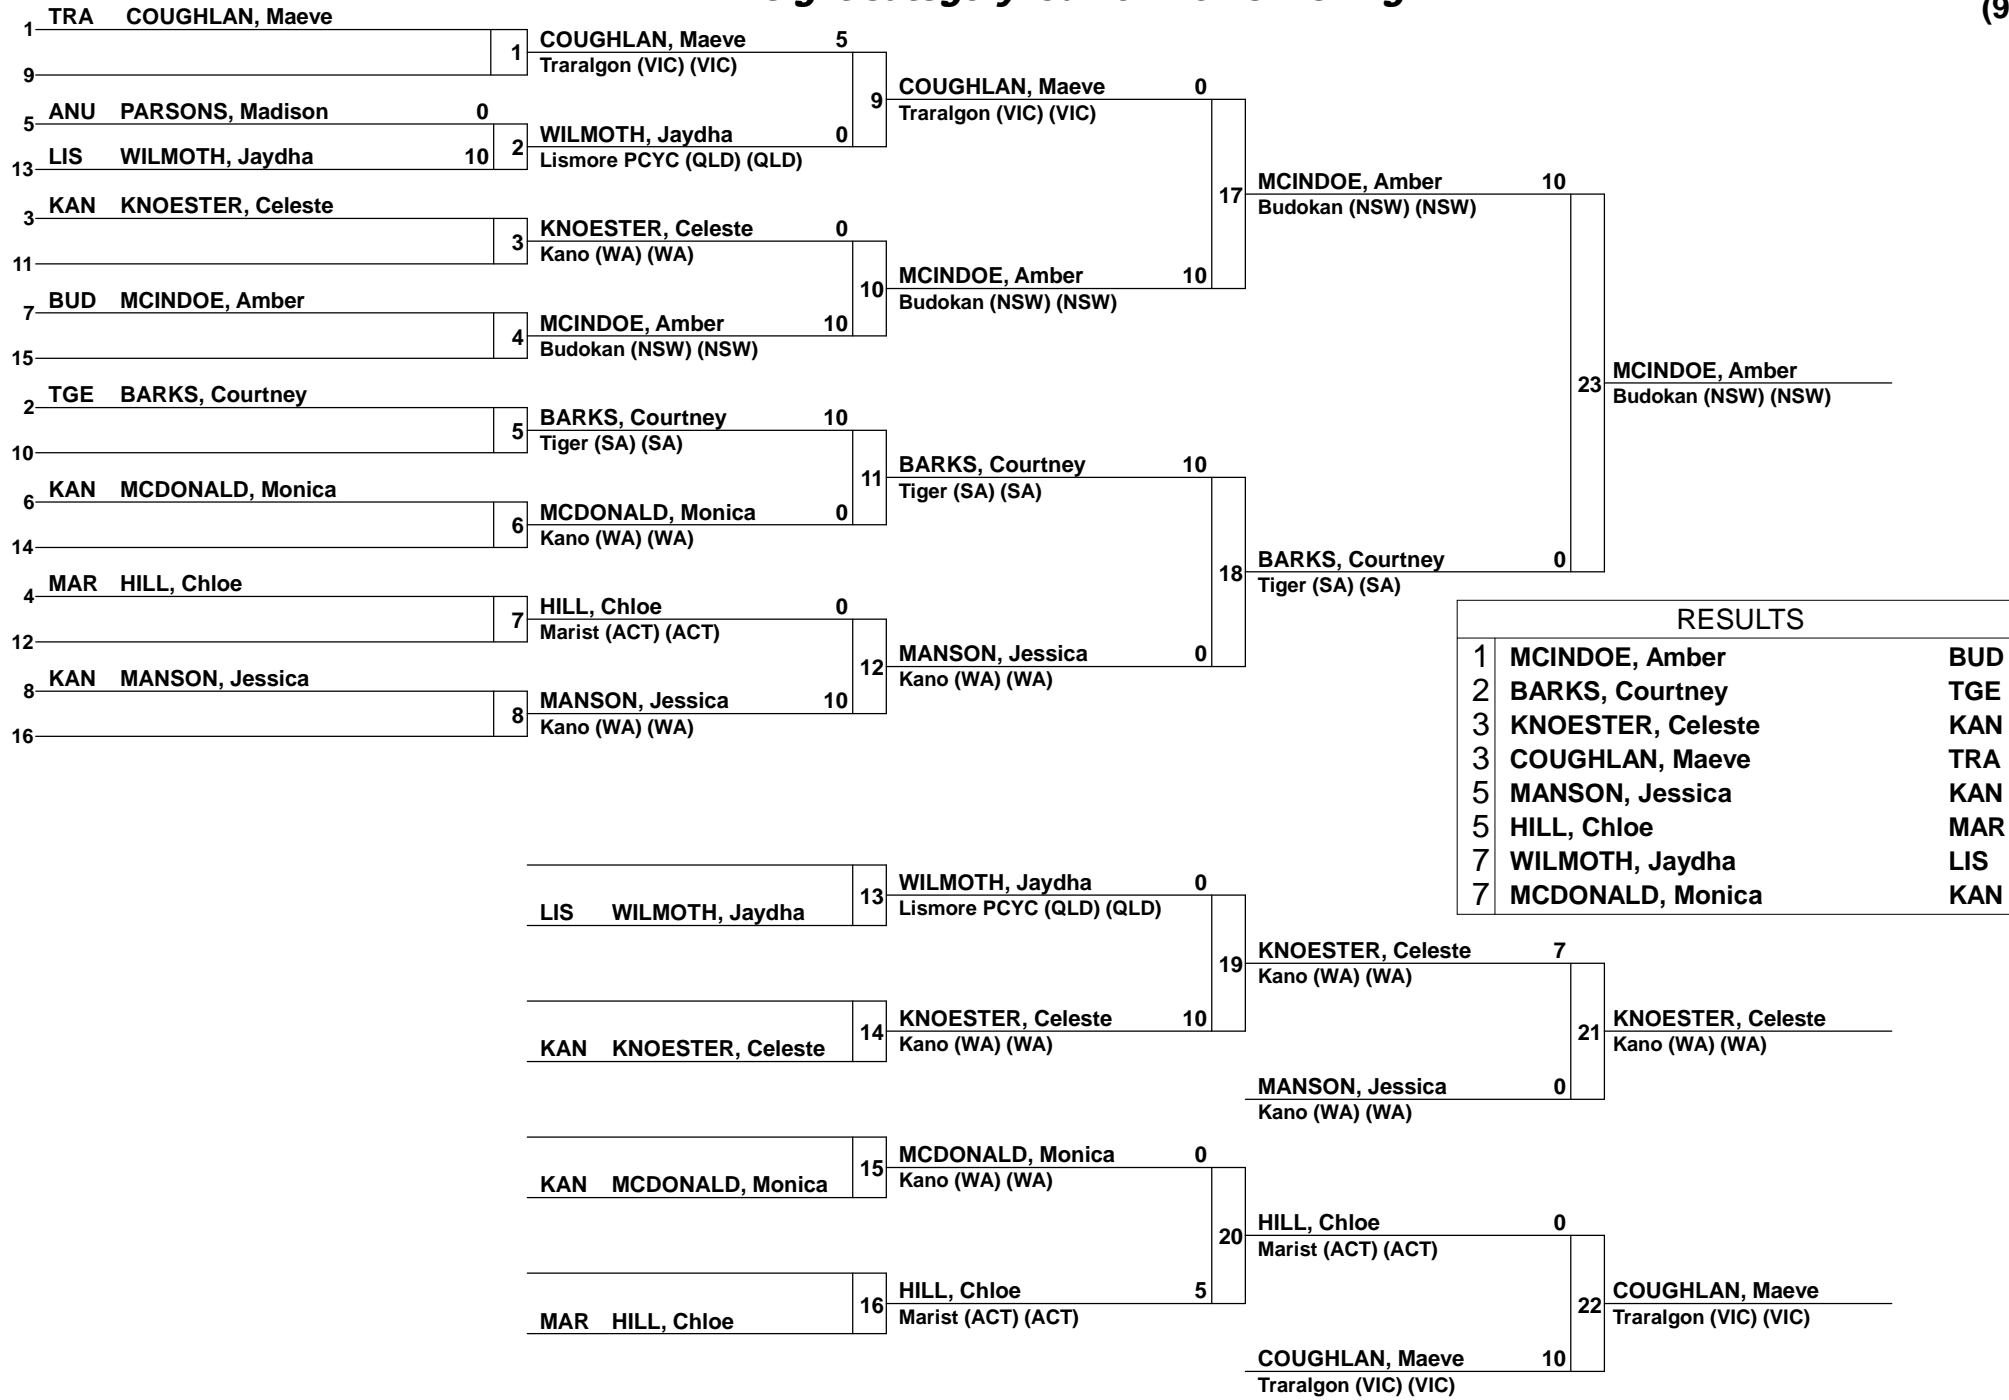 (9
1 TRA COUGHLAN, Maeve
9
1
5 ANU PARSONS, Madison 0
13 LIS WILMOTH, Jaydha 10
2
3 KAN KNOESTER, Celeste
11
3
7 BUD MCINDOE, Amber
15
4
2 TGE BARKS, Courtney
10
5
6 KAN MCDONALD, Monica
14
6
4 MAR HILL, Chloe
12
7
8 KAN MANSON, Jessica
16
8
COUGHLAN, Maeve 5
Traralgon (VIC) (VIC)
9
WILMOTH, Jaydha 0
Lismore PCYC (QLD) (QLD)
KNOESTER, Celeste 0
Kano (WA) (WA)
10
MCINDOE, Amber 10
Budokan (NSW) (NSW)
BARKS, Courtney 10
Tiger (SA) (SA)
11
MCDONALD, Monica 0
Kano (WA) (WA)
HILL, Chloe 0
Marist (ACT) (ACT)
12
MANSON, Jessica 10
Kano (WA) (WA)
COUGHLAN, Maeve 0
Traralgon (VIC) (VIC)
17
MCINDOE, Amber 10
Budokan (NSW) (NSW)
BARKS, Courtney 10
Tiger (SA) (SA)
18
MANSON, Jessica 0
Kano (WA) (WA)
MCINDOE, Amber 10
Budokan (NSW) (NSW)
23
BARKS, Courtney 0
Tiger (SA) (SA)
MCINDOE, Amber
Budokan (NSW) (NSW)
RESULTS
1 MCINDOE, Amber BUD
2 BARKS, Courtney TGE
3 KNOESTER, Celeste KAN
3 COUGHLAN, Maeve TRA
5 MANSON, Jessica KAN
5 HILL, Chloe MAR
7 WILMOTH, Jaydha LIS
7 MCDONALD, Monica KAN
LIS WILMOTH, Jaydha
13
KAN KNOESTER, Celeste
14
KAN MCDONALD, Monica
15
MAR HILL, Chloe
16
WILMOTH, Jaydha 0
Lismore PCYC (QLD) (QLD)
19
KNOESTER, Celeste 10
Kano (WA) (WA)
MCDONALD, Monica 0
Kano (WA) (WA)
20
HILL, Chloe 5
Marist (ACT) (ACT)
KNOESTER, Celeste 7
Kano (WA) (WA)
21
MANSON, Jessica 0
Kano (WA) (WA)
HILL, Chloe 0
Marist (ACT) (ACT)
22
COUGHLAN, Maeve 10
Traralgon (VIC) (VIC)
KNOESTER, Celeste
Kano (WA) (WA)
COUGHLAN, Maeve
Traralgon (VIC) (VIC)